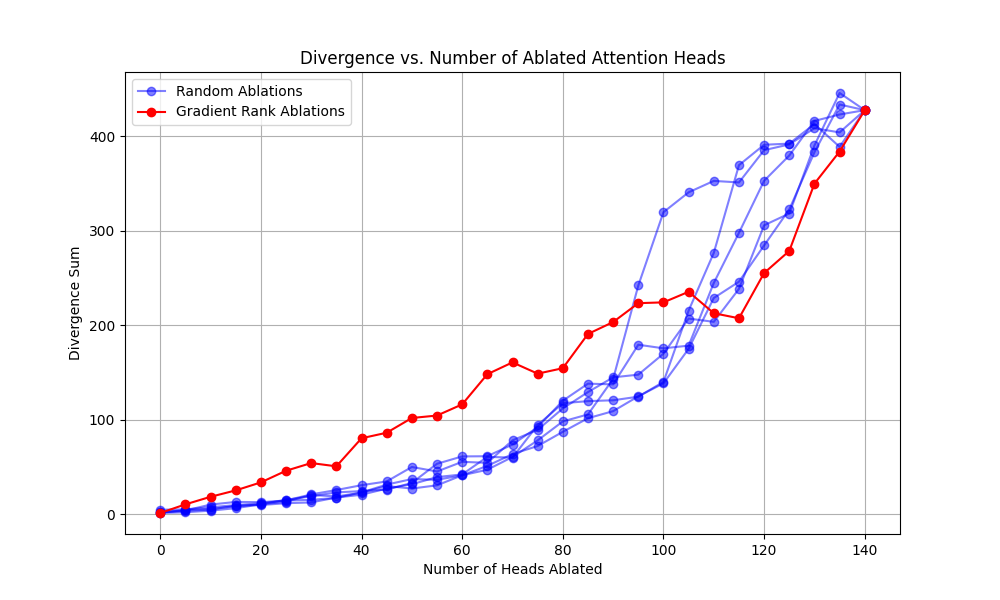 Divergence vs. Number of Ablated Attention Heads
Random Ablations
Gradient Rank Ablations
Divergence Sum
400
300
200
100
0
0 20 40 60 80 100 120 140
Number of Heads Ablated